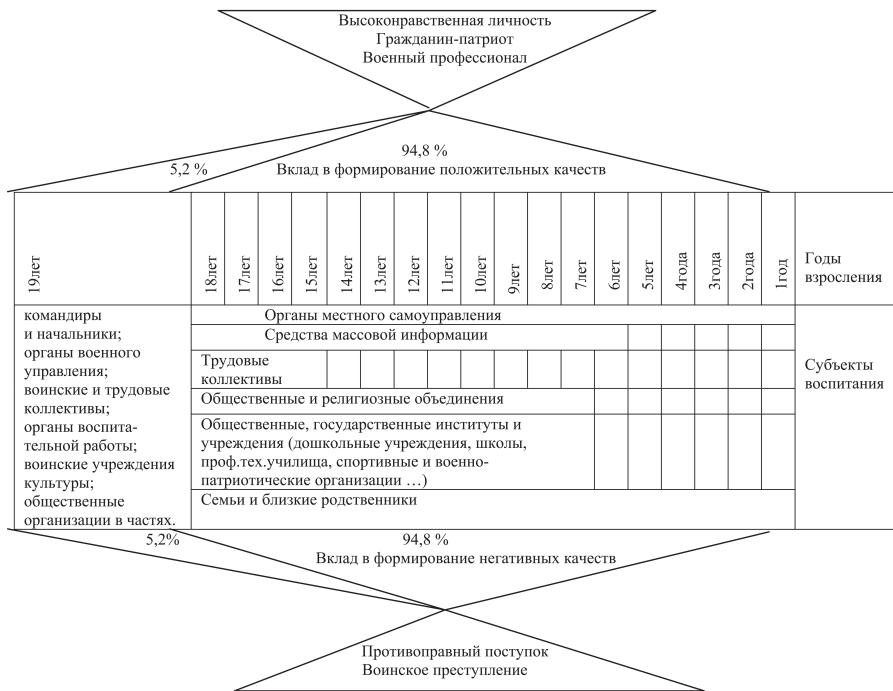 Высоконравственная личность
Гражданин-патриот
Военный профессионал
94,8 %
5,2 %
Вклад в формирование положительных качеств
19лет
18лет
17лет
16лет
15лет
14лет
13лет
12лет
11лет
10лет
9лет
8лет
7лет
6лет
5лет
4года
3года
2года
1год
Годы
взросления
командиры
и начальники;
органы военного
управления;
воинские и трудовые
коллективы;
органы воспита-
тельной работы;
воинские учреждения
культуры;
общественные
организации в частях.
Органы местного самоуправления
Средства массовой информации
Трудовые
коллективы
Общественные и религиозные объединения
Общественные, государственные институты и
учреждения (дошкольные учреждения, школы,
проф.тех.училища, спортивные и военно-
патриотические организации …)
Семьи и близкие родственники
Субъекты
воспитания
5,2%
94,8 %
Вклад в формирование негативных качеств
Противоправный поступок
Воинское преступление